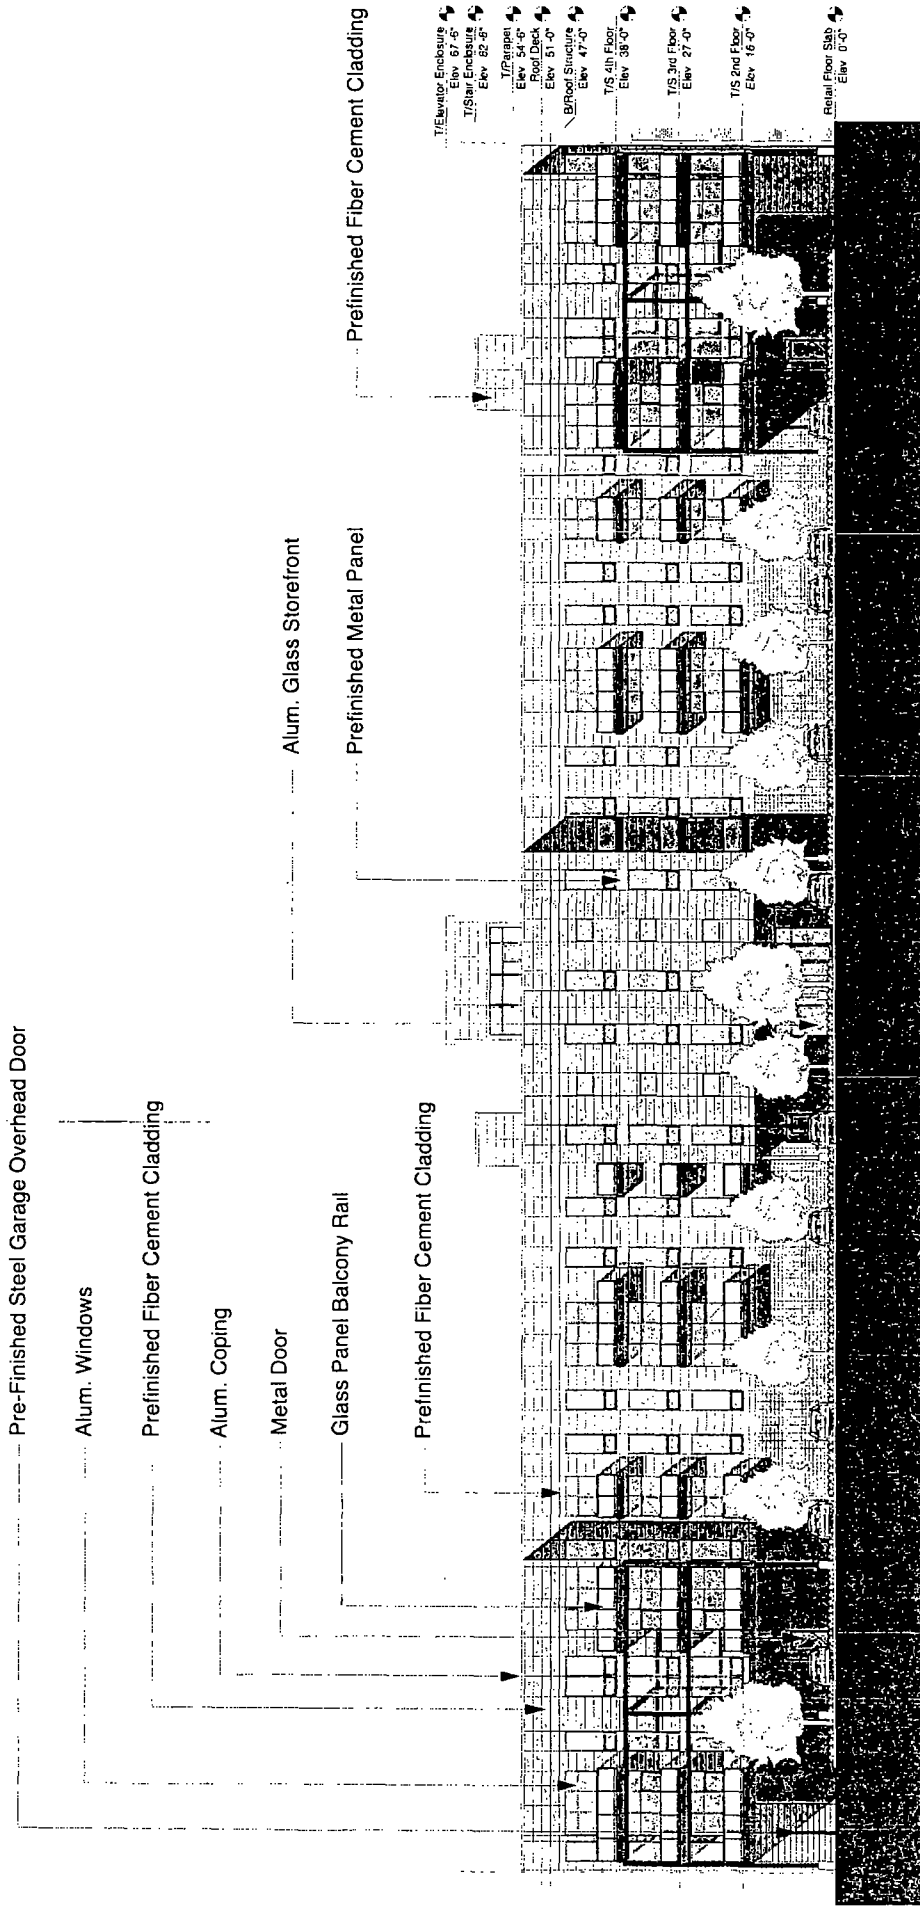 Pre-Finished Steel Garage Overhead Door
Alum. Windows
Prefinished Fiber Cement Cladding
Alum. Coping
Metal Door
Glass Panel Balcony Rail
Prefinished Fiber Cement Cladding
Alum. Glass Storefront
Prefinished Metal Panel
Prefinished Fiber Cement Cladding
T/Elevator Enclosure
Elev 67'-6"
T/Stair Enclosure
Elev 62'-6"
T/Parapet
Elev 54'-6"
Roof Deck
Elev 51'-0"
B/Roof Structure
Elev 47'-0"
T/S 4th Floor
Elev 38'-0"
T/S 3rd Floor
Elev 27'-0"
T/S 2nd Floor
Elev 16'-0"
Retail Floor Slab
Elev 0'-0"